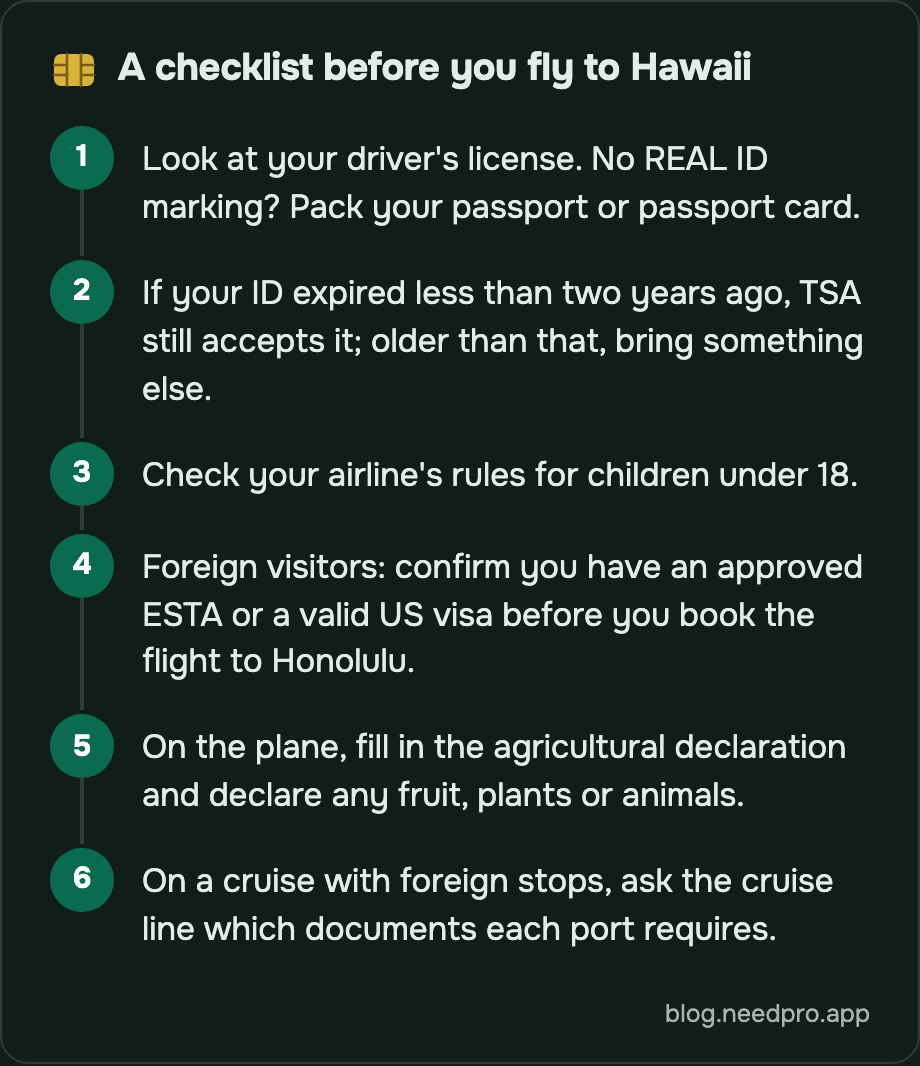 A checklist before you fly to Hawaii
1
Look at your driver's license. No REAL ID
marking? Pack your passport or passport card.
2
If your ID expired less than two years ago, TSA
still accepts it; older than that, bring something
else.
3
Check your airline's rules for children under 18.
4
Foreign visitors: confirm you have an approved
ESTA or a valid US visa before you book the
flight to Honolulu.
5
On the plane, fill in the agricultural declaration
and declare any fruit, plants or animals.
6
On a cruise with foreign stops, ask the cruise
line which documents each port requires.
blog.needpro.app